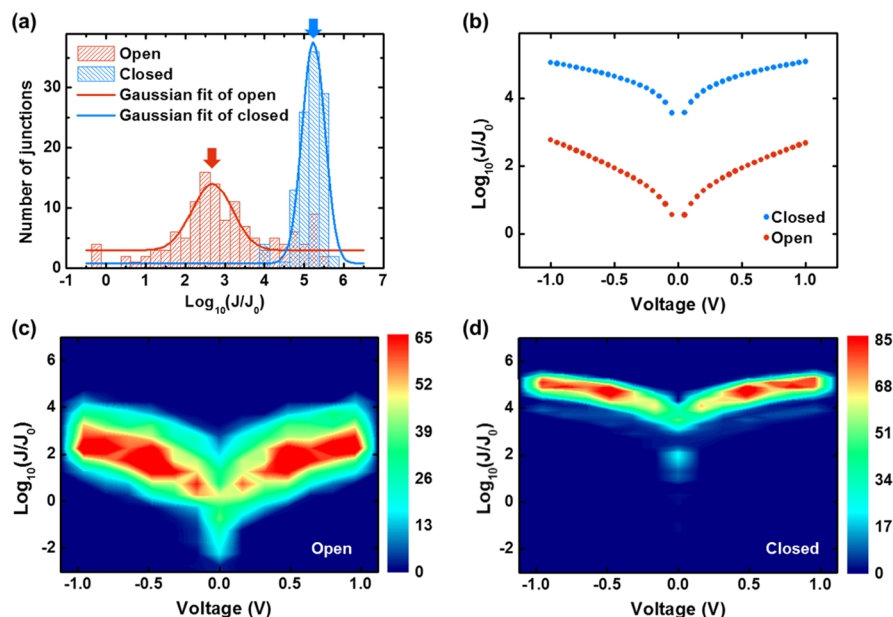 (a)
Number of junctions
Open
Closed
Gaussian fit of open
Gaussian fit of closed
30
20
10
0
-1 0 1 2 3 4 5 6 7
Log10(J/J0)
(b)
Log10(J/J0)
4
2
0
Closed
Open
-1.0 -0.5 0.0 0.5 1.0
Voltage (V)
(c)
Log10(J/J0)
6
4
2
0
-2
Open
-1.0 -0.5 0.0 0.5 1.0
Voltage (V)
65
52
39
26
13
0
(d)
Log10(J/J0)
6
4
2
0
-2
Closed
-1.0 -0.5 0.0 0.5 1.0
Voltage (V)
85
68
51
34
17
0